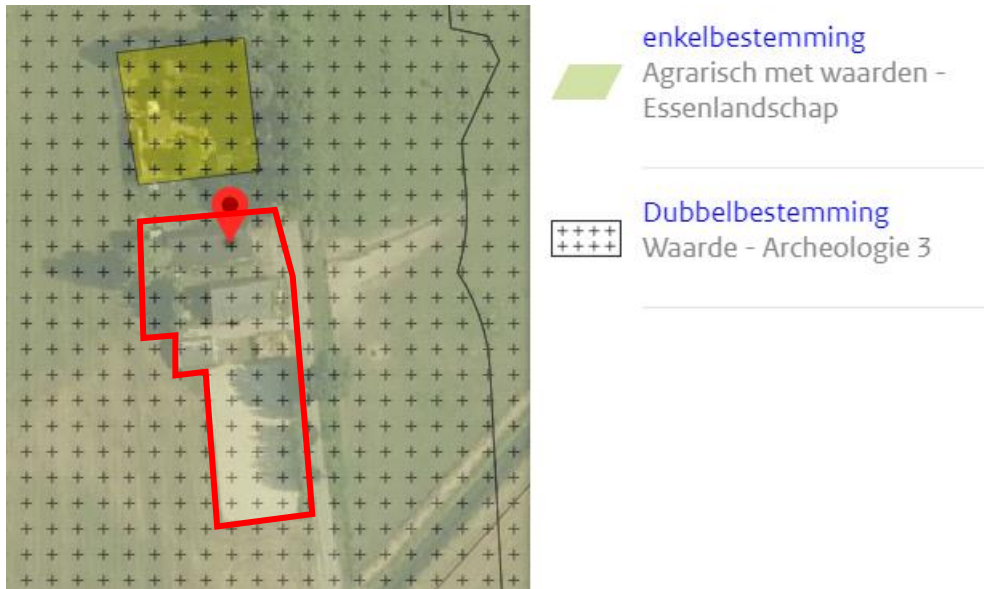 enkelbestemming
Agrarisch met waarden -
Essenlandschap
Dubbelbestemming
Waarde - Archeologie 3